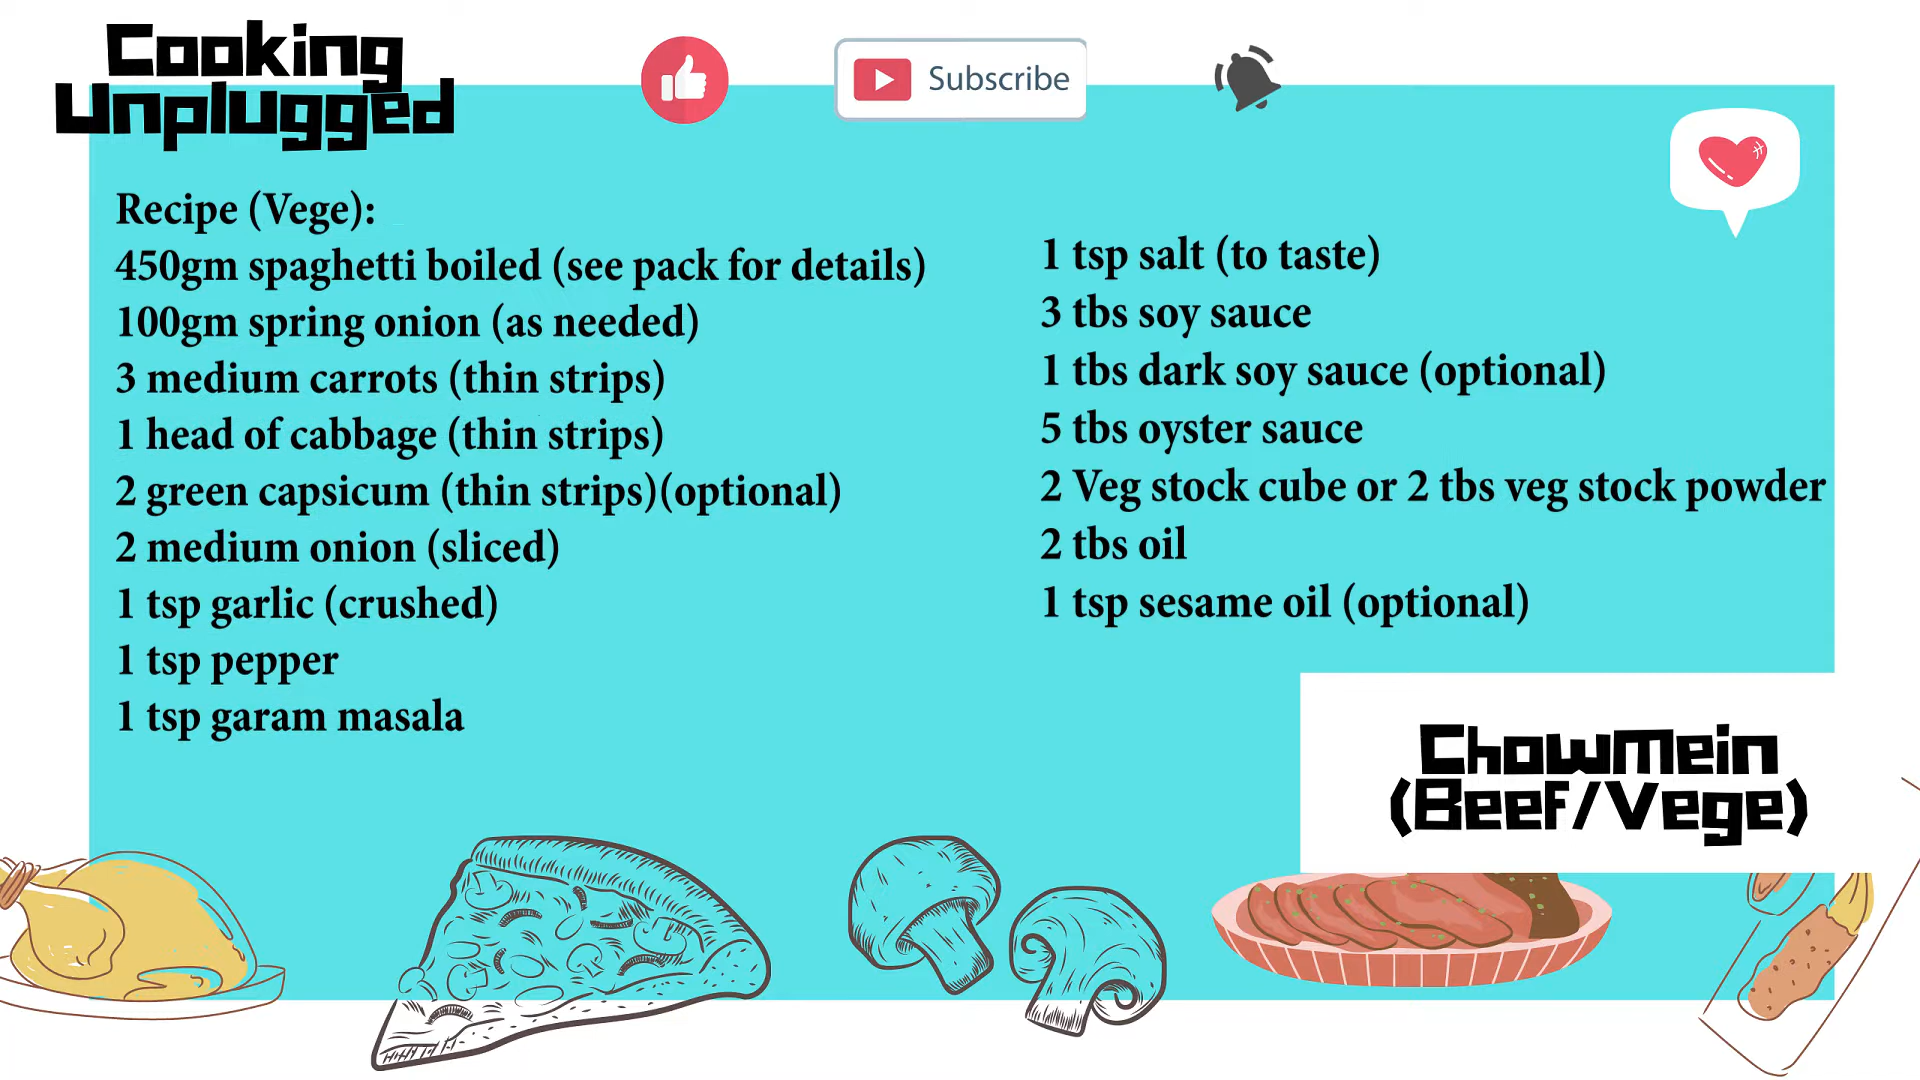 Cooking
Unplugged
Subscribe
Recipe (Vege):
450gm spaghetti boiled (see pack for details)
100gm spring onion (as needed)
3 medium carrots (thin strips)
1 head of cabbage (thin strips)
2 green capsicum (thin strips)(optional)
2 medium onion (sliced)
1 tsp garlic (crushed)
1 tsp pepper
1 tsp garam masala
1 tsp salt (to taste)
3 tbs soy sauce
1 tbs dark soy sauce (optional)
5 tbs oyster sauce
2 Veg stock cube or 2 tbs veg stock powder
2 tbs oil
1 tsp sesame oil (optional)
ChowMein
(Beef/Vege)